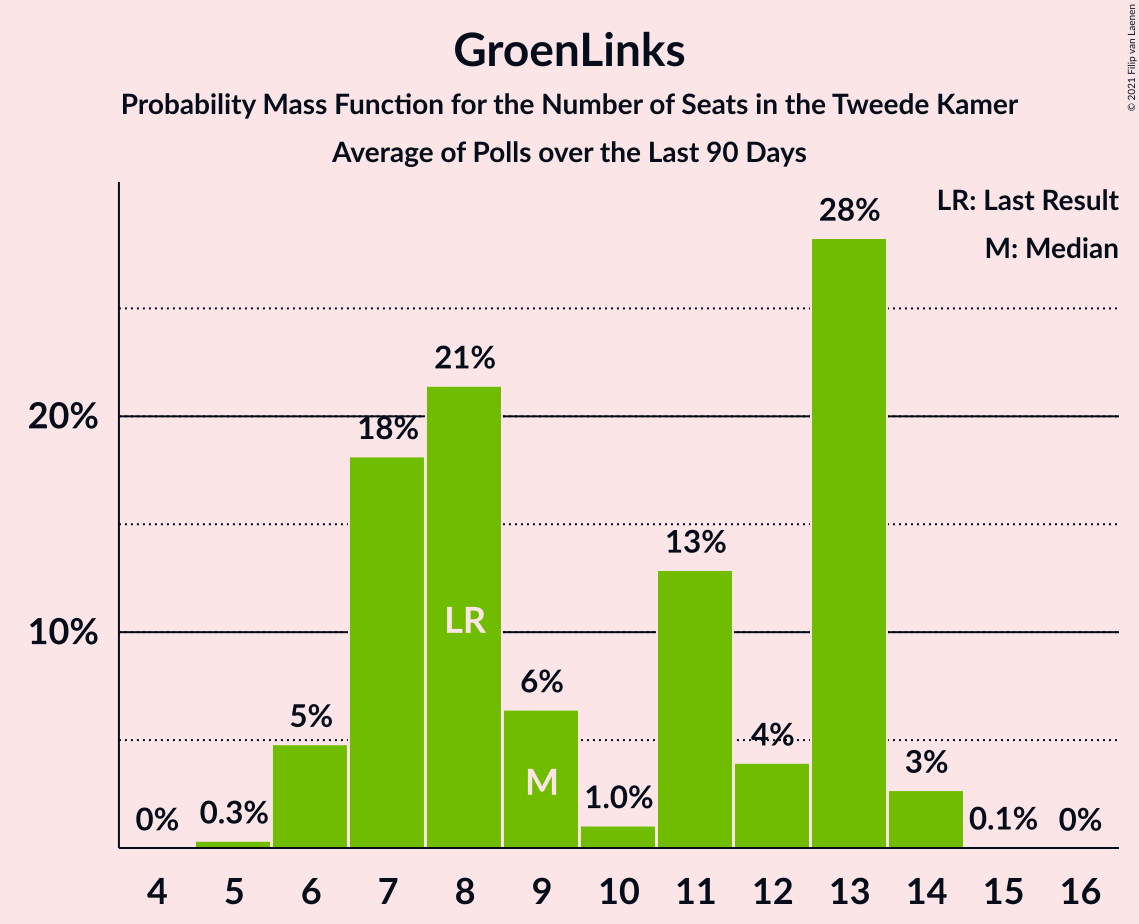 GroenLinks
Probability Mass Function for the Number of Seats in the Tweede Kamer
Average of Polls over the Last 90 Days
© 2021 Filip van Laenen
LR: Last Result
M: Median
28%
21%
20%
18%
13%
10%
LR
6%
5%
4%
3%
M
1.0%
0.3%
0%
0.1%
0%
4 5 6 7 8 9 10 11 12 13 14 15 16